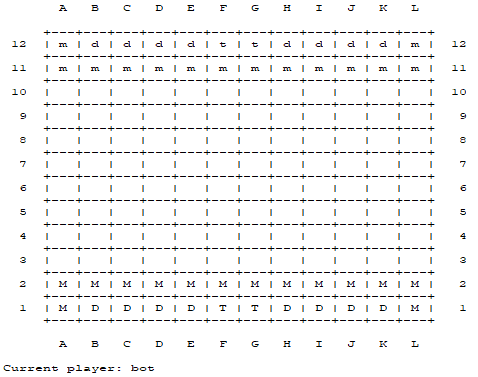 A B C D E F G H I J K L
+---+---+---+---+---+---+---+---+---+---+---+---+
12 | m | d | d | d | d | t | t | d | d | d | d | m | 12
+---+---+---+---+---+---+---+---+---+---+---+---+
11 | m | m | m | m | m | m | m | m | m | m | m | m | 11
+---+---+---+---+---+---+---+---+---+---+---+---+
10 | | | | | | | | | | | | | 10
+---+---+---+---+---+---+---+---+---+---+---+---+
9 | | | | | | | | | | | | | 9
+---+---+---+---+---+---+---+---+---+---+---+---+
8 | | | | | | | | | | | | | 8
+---+---+---+---+---+---+---+---+---+---+---+---+
7 | | | | | | | | | | | | | 7
+---+---+---+---+---+---+---+---+---+---+---+---+
6 | | | | | | | | | | | | | 6
+---+---+---+---+---+---+---+---+---+---+---+---+
5 | | | | | | | | | | | | | 5
+---+---+---+---+---+---+---+---+---+---+---+---+
4 | | | | | | | | | | | | | 4
+---+---+---+---+---+---+---+---+---+---+---+---+
3 | | | | | | | | | | | | | 3
+---+---+---+---+---+---+---+---+---+---+---+---+
2 | M | M | M | M | M | M | M | M | M | M | M | M | 2
+---+---+---+---+---+---+---+---+---+---+---+---+
1 | M | D | D | D | D | T | T | D | D | D | D | M | 1
+---+---+---+---+---+---+---+---+---+---+---+---+
A B C D E F G H I J K L
Current player: bot